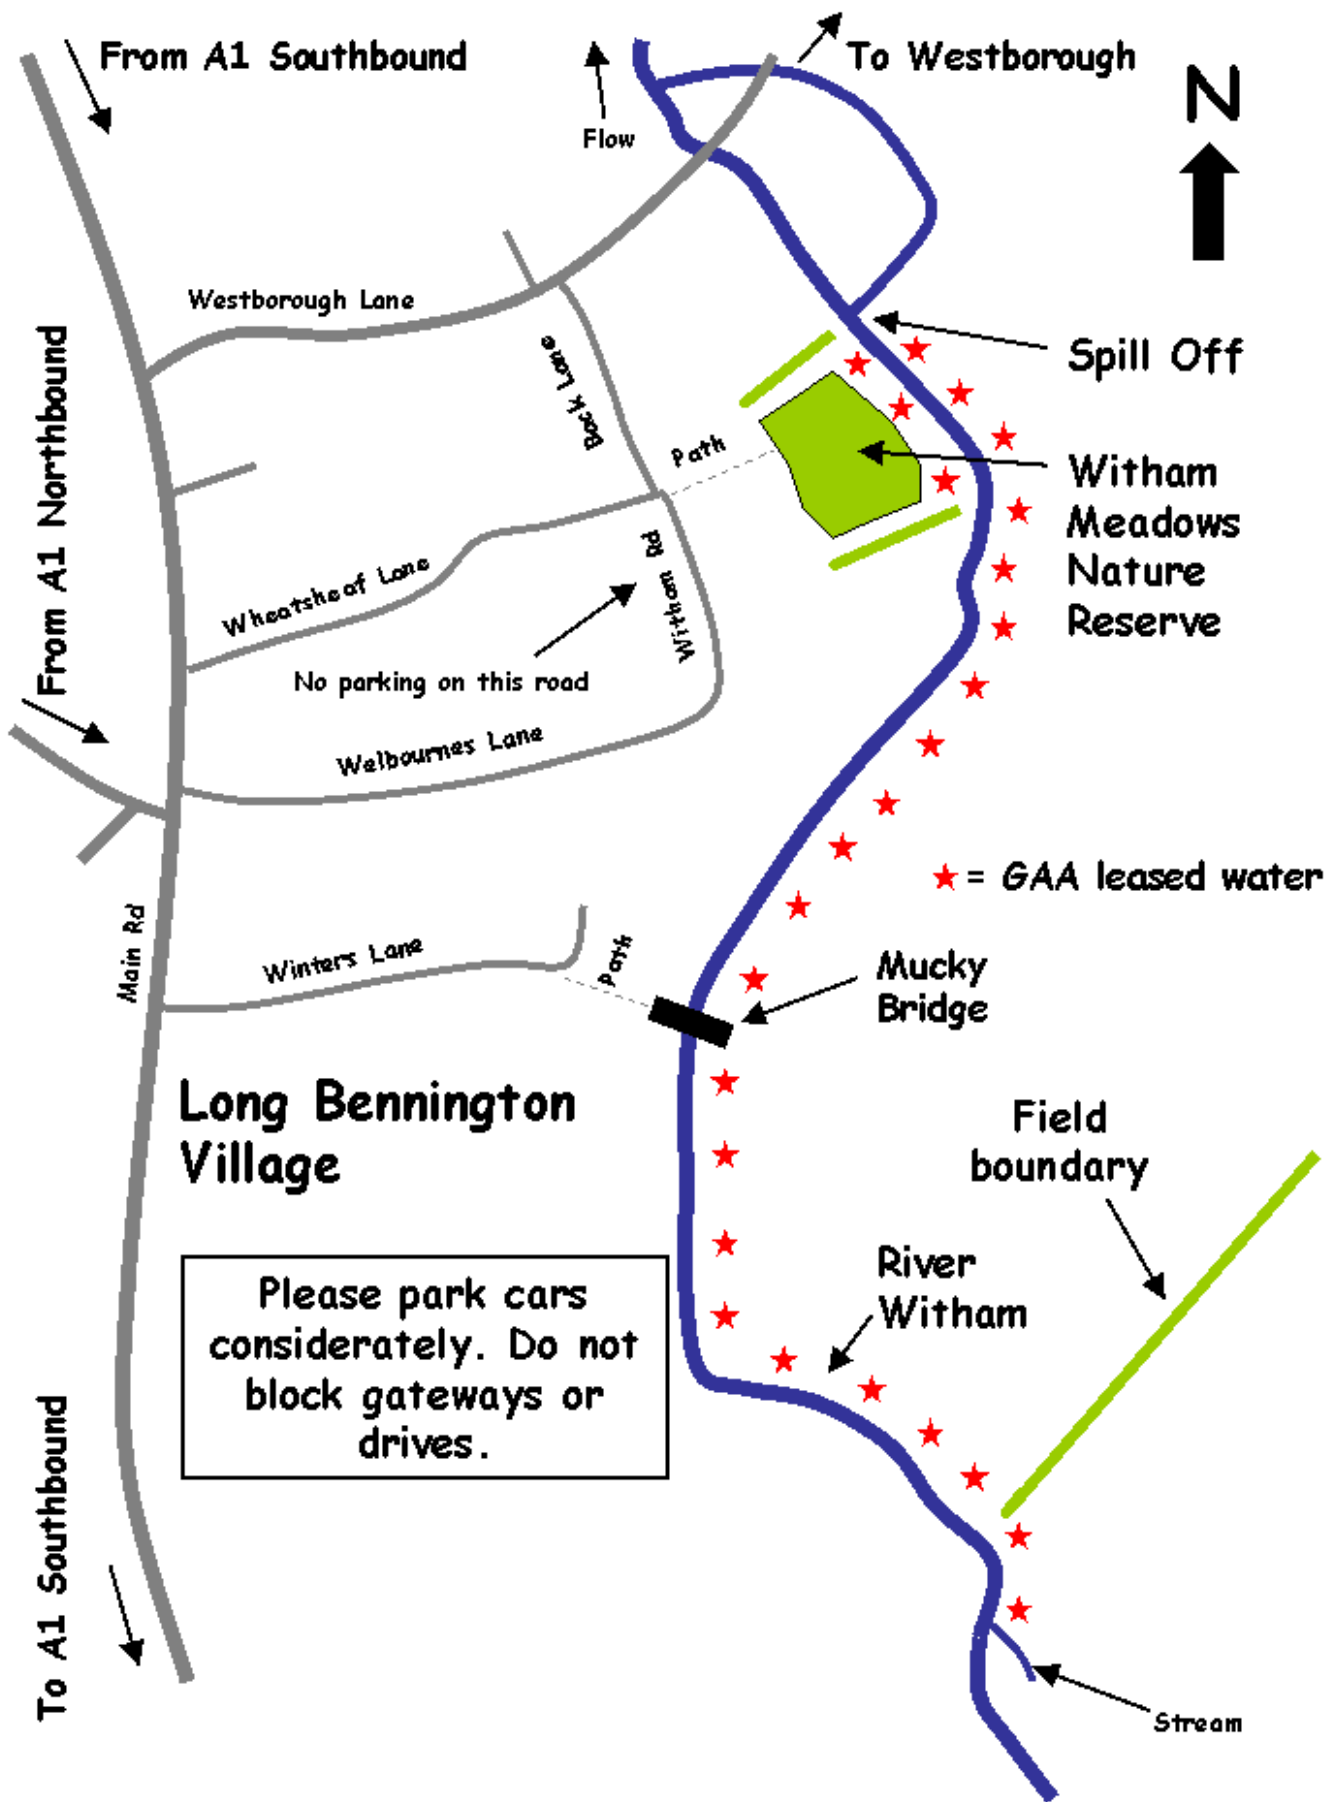 From A1 Southbound
To Westborough
N
Flow
Westborough Lane
Back Lane
Spill Off
From A1 Northbound
Path
Witham
Meadows
Nature
Reserve
Wheatsheaf Lane
Witham Rd
No parking on this road
Welbournes Lane
= GAA leased water
Main Rd
Winters Lane
Path
Mucky
Bridge
Long Bennington
Village
Field
boundary
River
Witham
Please park cars
considerately. Do not
block gateways or
drives.
To A1 Southbound
Stream